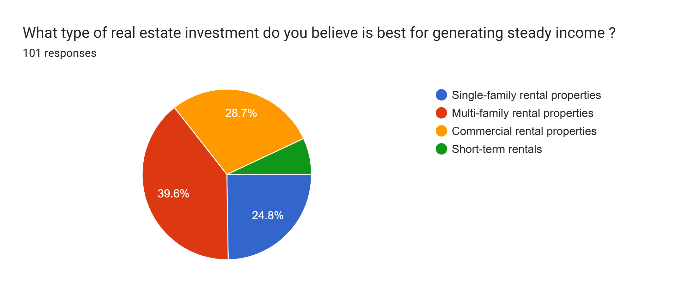 What type of real estate investment do you believe is best for generating steady income ?
101 responses
Single-family rental properties
Multi-family rental properties
Commercial rental properties
Short-term rentals
28.7%
39.6%
24.8%